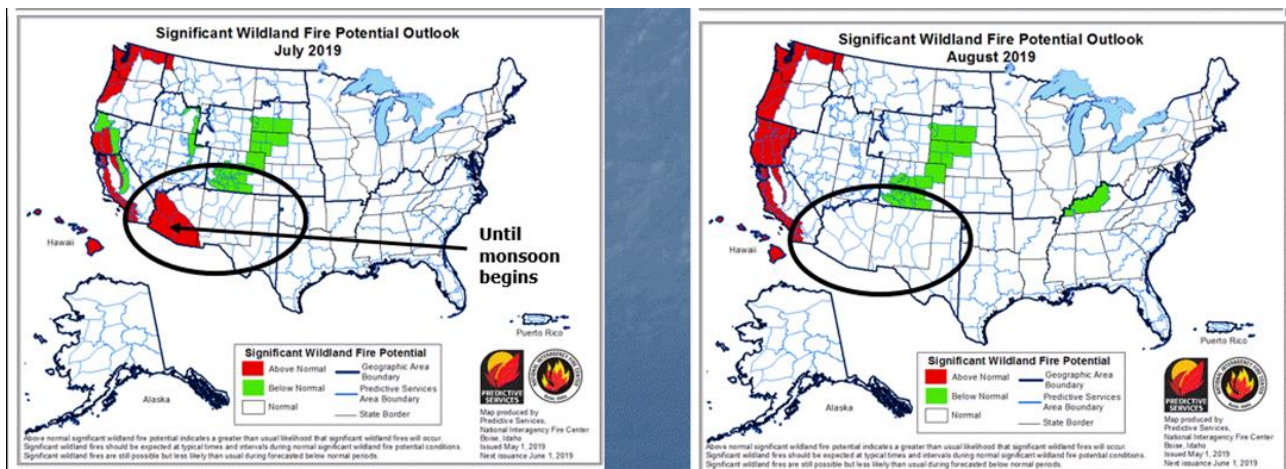 Significant Wildland Fire Potential Outlook
July 2019
Hawaii
Until
monsoon
begins
Puerto Rico
Alaska
Significant Wildland Fire Potential
Above Normal
Geographic Area
Boundary
Below Normal
Predictive Services
Area Boundary
Normal
State Border
PREDICTIVE
SERVICES
Map produced by
Predictive Services,
National Interagency Fire Center
Boise, Idaho
Issued May 1, 2019
Next issuance June 1, 2019
Above normal significant wildland fire potential indicates a greater than usual likelihood that significant wildland fires will occur.
Significant wildland fires should be expected at typical times and intervals during normal significant wildland fire potential conditions.
Significant wildland fires are still possible but less likely than usual during forecasted below normal periods.
Significant Wildland Fire Potential Outlook
August 2019
Hawaii
Puerto Rico
Alaska
Significant Wildland Fire Potential
Above Normal
Geographic Area
Boundary
Below Normal
Predictive Services
Area Boundary
Normal
State Border
PREDICTIVE
SERVICES
Map produced by
Predictive Services,
National Interagency Fire Center
Boise, Idaho
Issued May 1, 2019
Next issuance June 1, 2019
Above normal significant wildland fire potential indicates a greater than usual likelihood that significant wildland fires will occur.
Significant wildland fires should be expected at typical times and intervals during normal significant wildland fire potential conditions.
Significant wildland fires are still possible but less likely than usual during forecasted below normal periods.